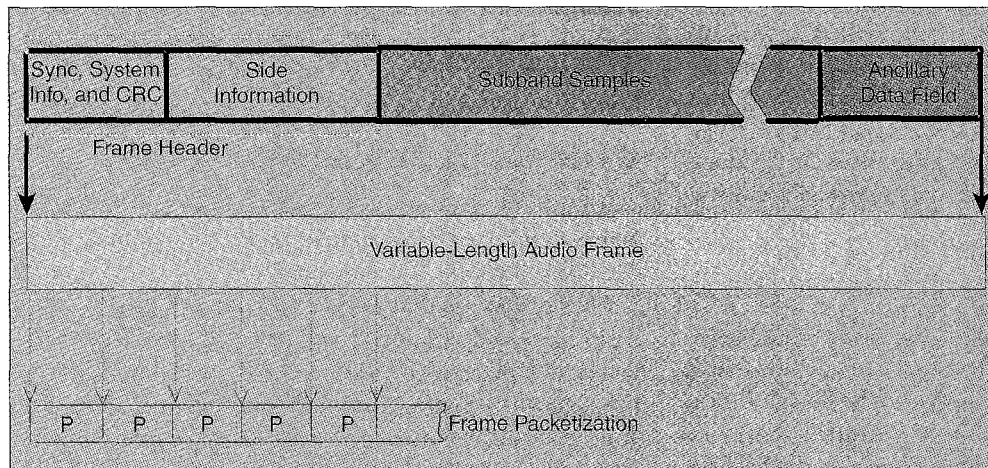 Sync, System
Info, and CRC
Side
Information
Subband Samples
Ancillary
Data Field
Frame Header
Variable-Length Audio Frame
P P P P P
Frame Packetization